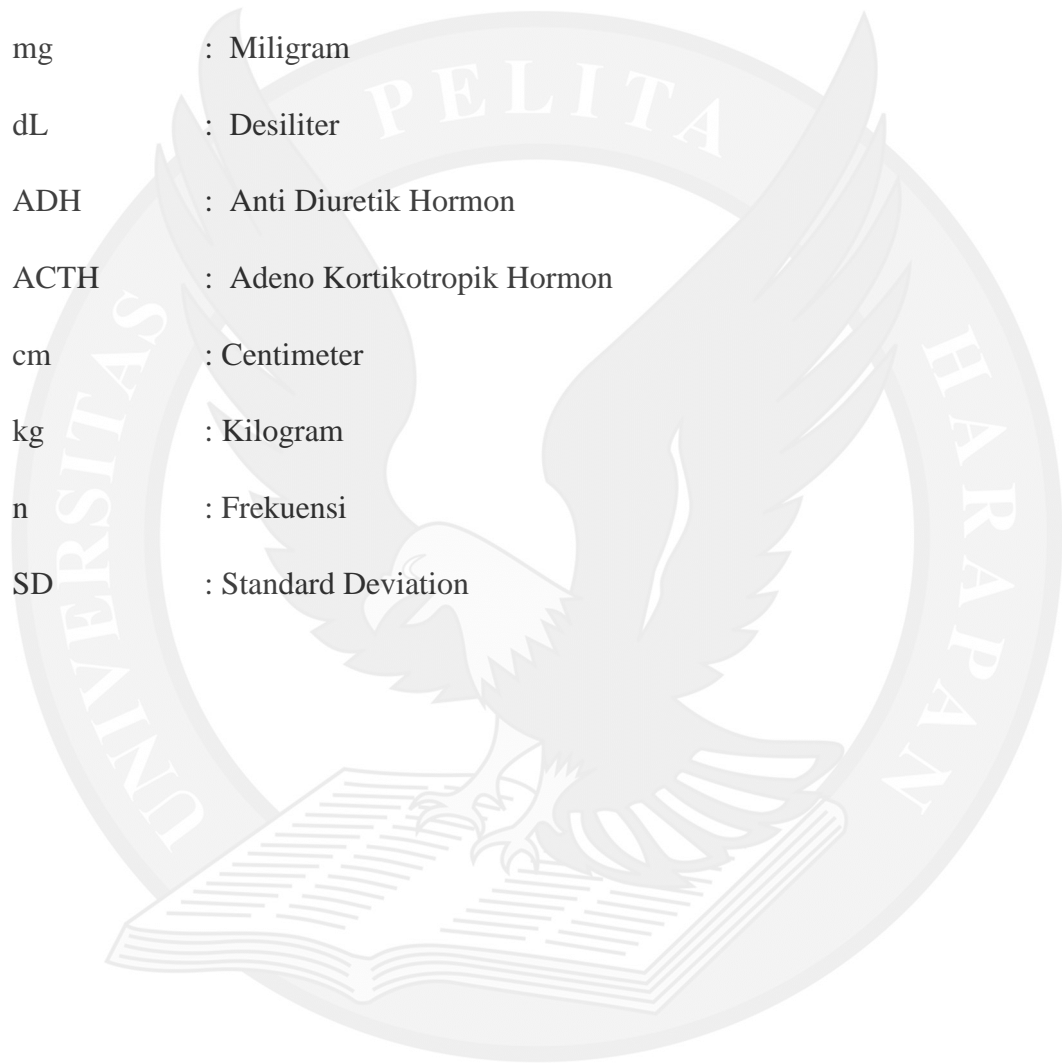 mg : Miligram
dL : Desiliter
ADH : Anti Diuretik Hormon
ACTH : Adeno Kortikotropik Hormon
cm : Centimeter
kg : Kilogram
n : Frekuensi
SD : Standard Deviation
UNIVERSITAS PELITA HARAPAN